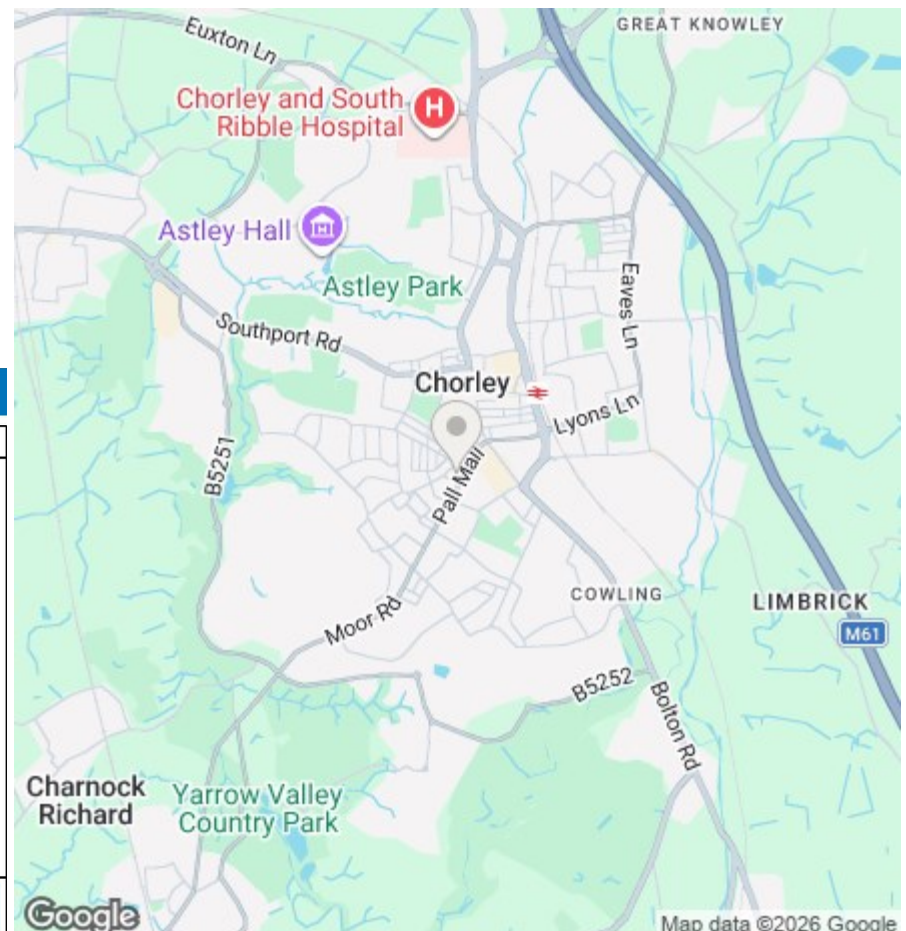 GREAT KNOWLEY
Euxton Ln
Chorley and South
Ribble Hospital
H
Astley Hall
Astley Park
Eaves Ln
Southport Rd
Chorley
Lyons Ln
B5251
Pall Mall
COWLING
LIMBRICK
M61
Moor Rd
B5252
Bolton Rd
Charnock
Richard
Yarrow Valley
Country Park
Google
Map data ©2026 Google